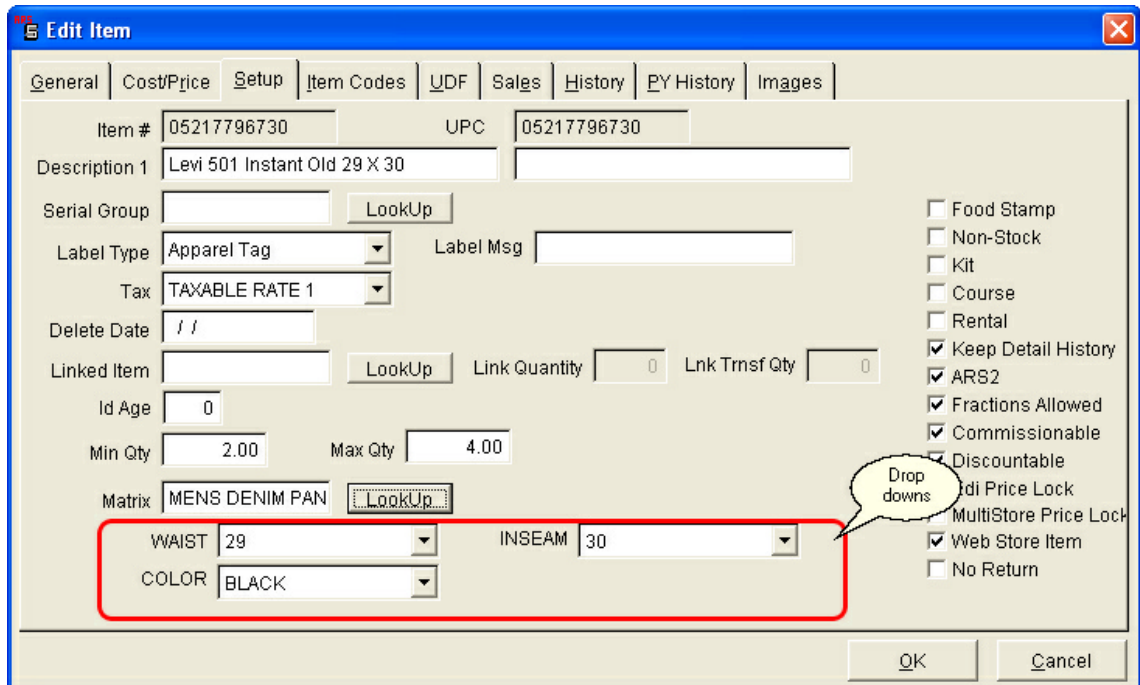 Edit Item
General Cost/Price Setup Item Codes UDF Sales History PY History Images
Item # 05217796730 UPC 05217796730
Description 1 Levi 501 Instant Old 29 X 30
Serial Group LookUp
Food Stamp
Label Type Apparel Tag Label Msg
Non-Stock
Kit
Tax TAXABLE RATE 1
Course
Delete Date / /
Rental
Keep Detail History
Linked Item LookUp Link Quantity 0 Lnk Trnsf Qty 0
ARS2
Id Age 0
Fractions Allowed
Commissionable
Min Qty 2.00 Max Qty 4.00
Discountable
Drop
downs
Matrix MENS DENIM PAN LookUp
Price Lock
MultiStore Price Lock
WAIST 29 INSEAM 30
Web Store Item
COLOR BLACK
No Return
OK Cancel